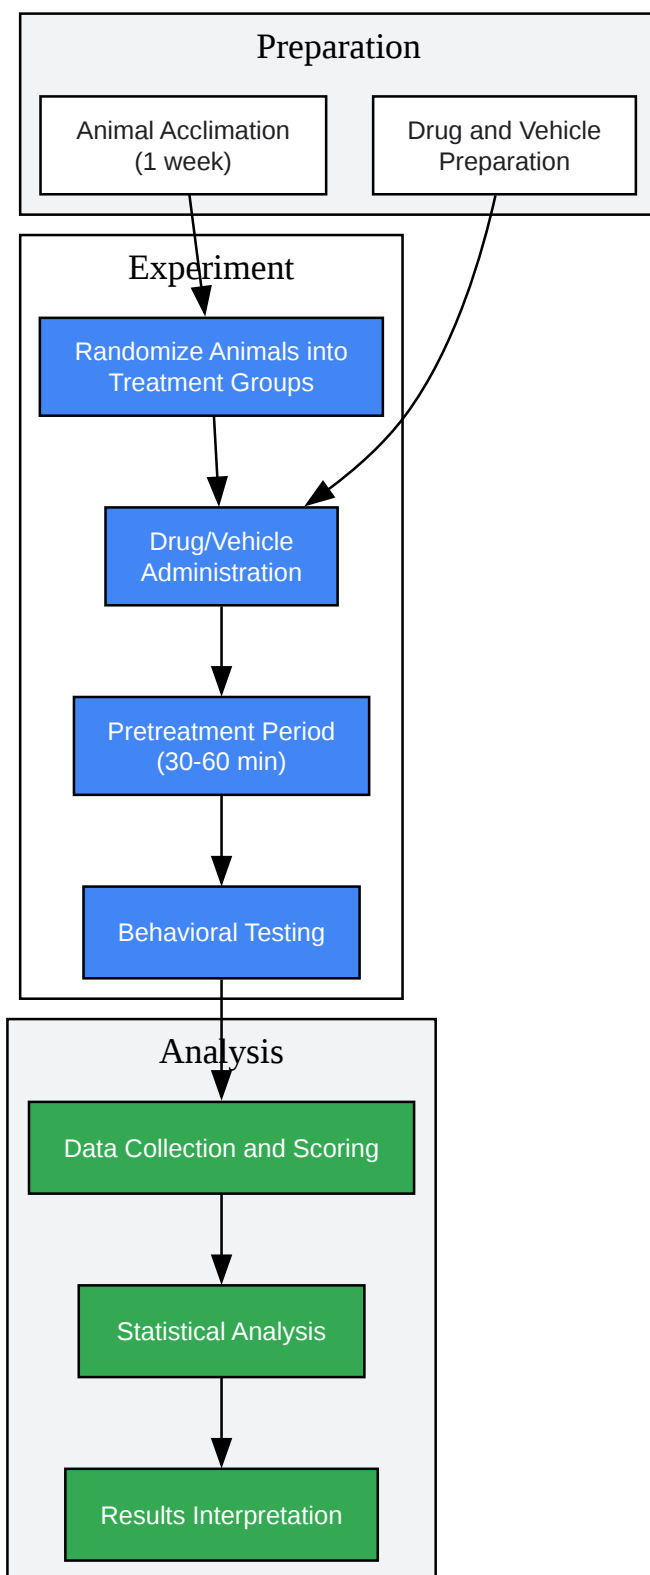 Preparation
Animal Acclimation
(1 week)
Drug and Vehicle
Preparation
Experiment
Randomize Animals into
Treatment Groups
Drug/Vehicle
Administration
Pretreatment Period
(30-60 min)
Behavioral Testing
Analysis
Data Collection and Scoring
Statistical Analysis
Results Interpretation